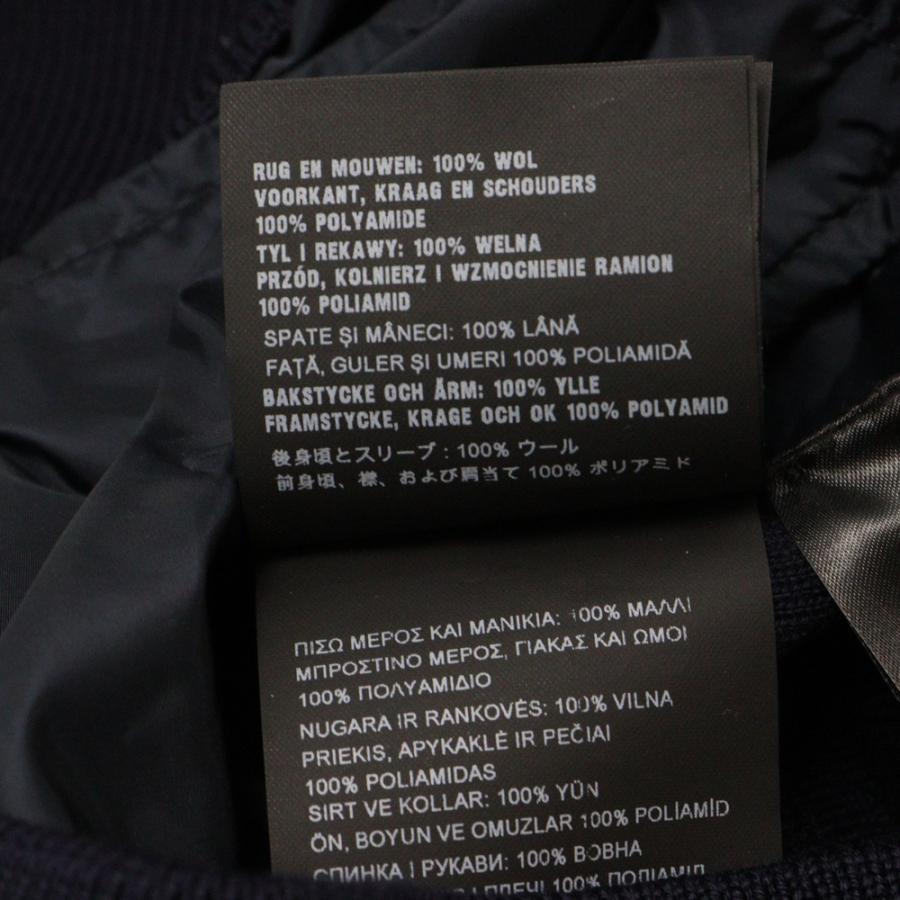 RUG EN MOUWEN: 100% WOL
VOORKANT, KRAAG EN SCHOUDERS
100% POLYAMIDE
TYL I REKAWY: 100% WELNA
PRZÓD, KOLNIERZ I WZMOCNIENIE RAMION
100% POLIAMID
SPATE ȘI MÂNECI: 100% LÂNĂ
FAȚĂ, GULER ȘI UMERI 100% POLIAMIDĂ
BAKSTYCKE OCH ÄRM: 100% YLLE
FRAMSTYCKE, KRAGE OCH OK 100% POLYAMID
後身頃とスリーブ : 100% ウール
前身頃、襟、および肩当て 100% ポリアミド
ΠΙΣΩ ΜΕΡΟΣ ΚΑΙ ΜΑΝΙΚΙΑ: 100% ΜΑΛΛΙ
ΜΠΡΟΣΤΙΝΟ ΜΕΡΟΣ, ΓΙΑΚΑΣ ΚΑΙ ΩΜΟΙ
100% ΠΟΛΥΑΜΙΔΙΟ
NUGARA IR RANKOVĖS: 100% VILNA
PRIEKIS, APYKAKLĖ IR PEČIAI
100% POLIAMIDAS
SIRT VE KOLLAR: 100% YÜN
ÖN, BOYUN VE OMUZLAR 100% POLİAMİD
СПИНКА І РУКАВИ: 100% ВОВНА
І ПЛЕЧІ 100% ПОЛІАМІД